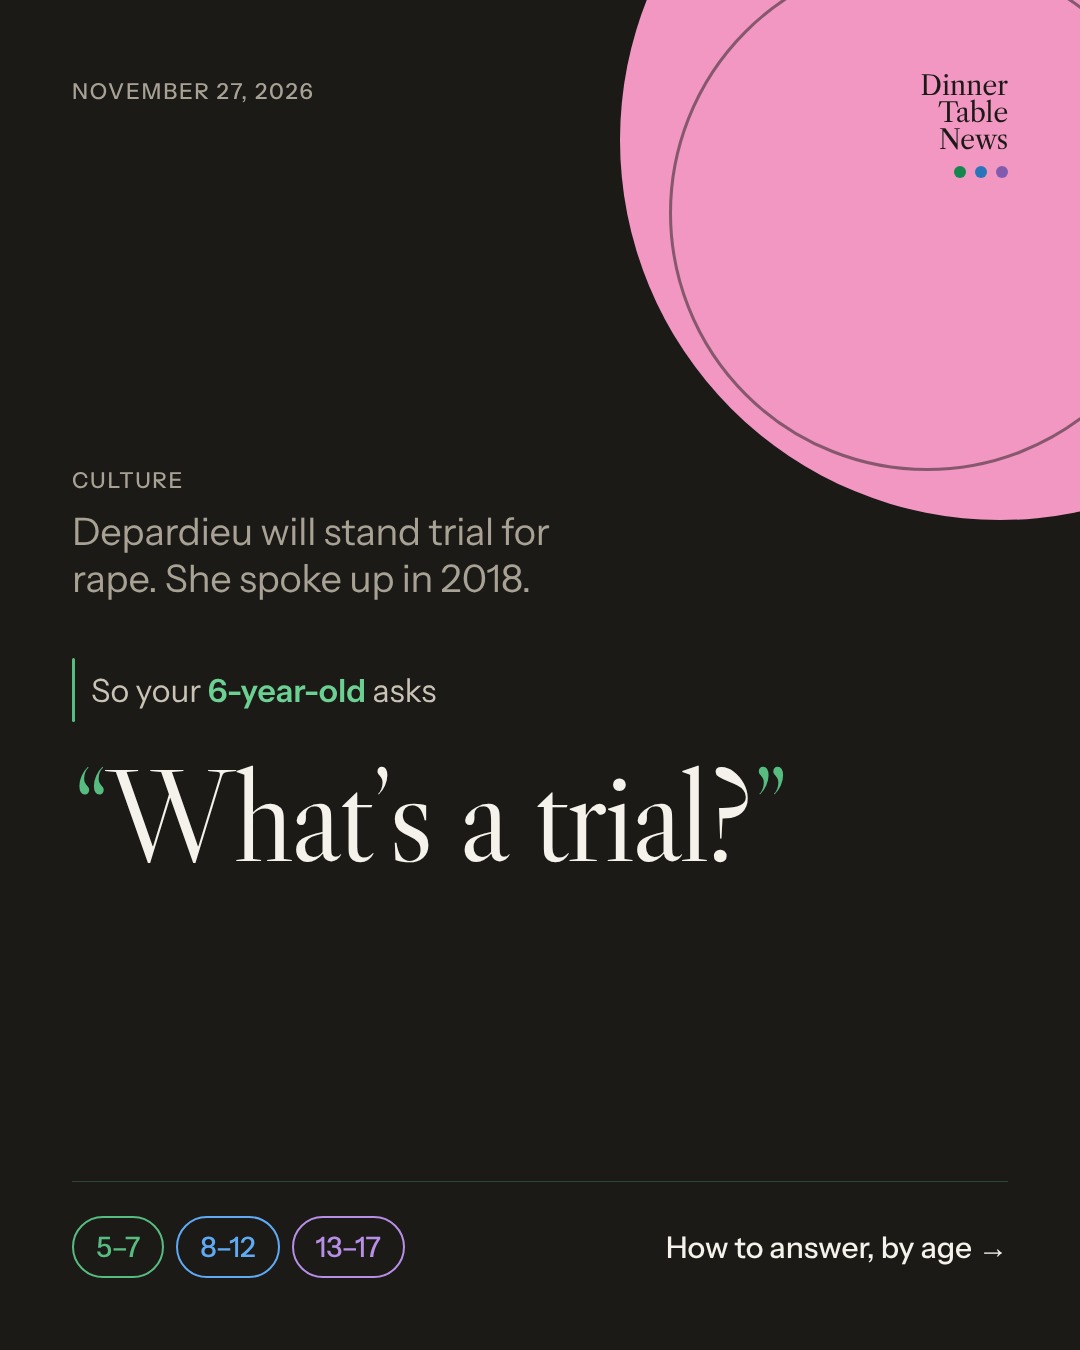 NOVEMBER 27, 2026
Dinner
Table
News
CULTURE
Depardieu will stand trial for
rape. She spoke up in 2018.
So your 6-year-old asks
“What’s a trial?”
5–7 8–12 13–17
How to answer, by age →